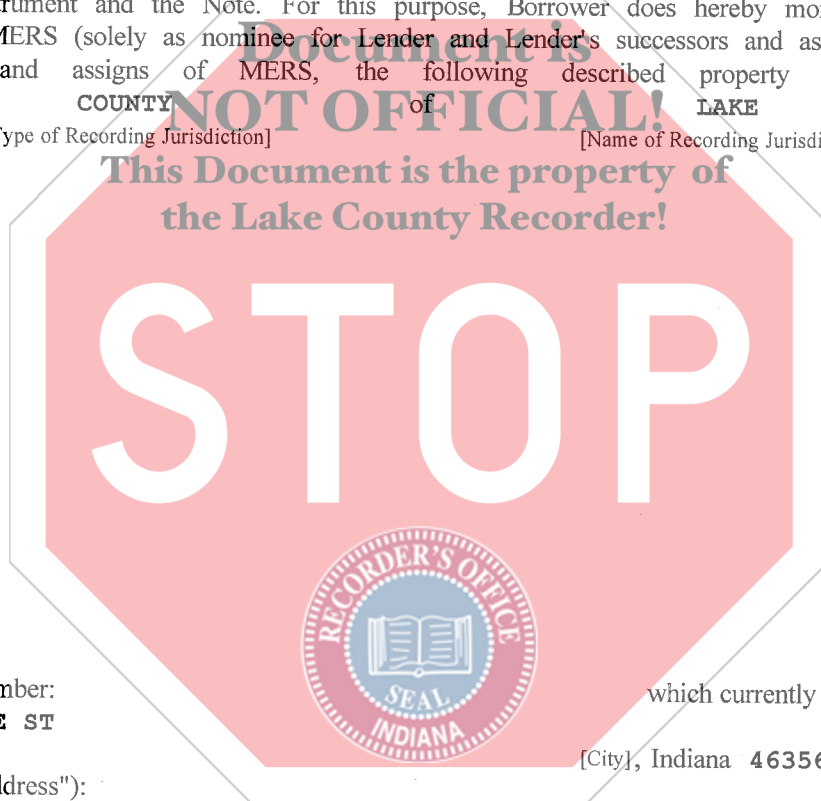 rument and the Note. For this purpose, Borrower does hereby mo
MERS (solely as nominee for Lender and Lender's successors and as
and assigns of MERS, the following described property
COUNTY of LAKE
ype of Recording Jurisdiction] [Name of Recording Jurisdi
Document is
NOT OFFICIAL!
This Document is the property of
the Lake County Recorder!
STOP
RECORDER'S OFFICE
SEAL
INDIANA
mber: which currently
E ST
[City], Indiana 46356
ddress"):